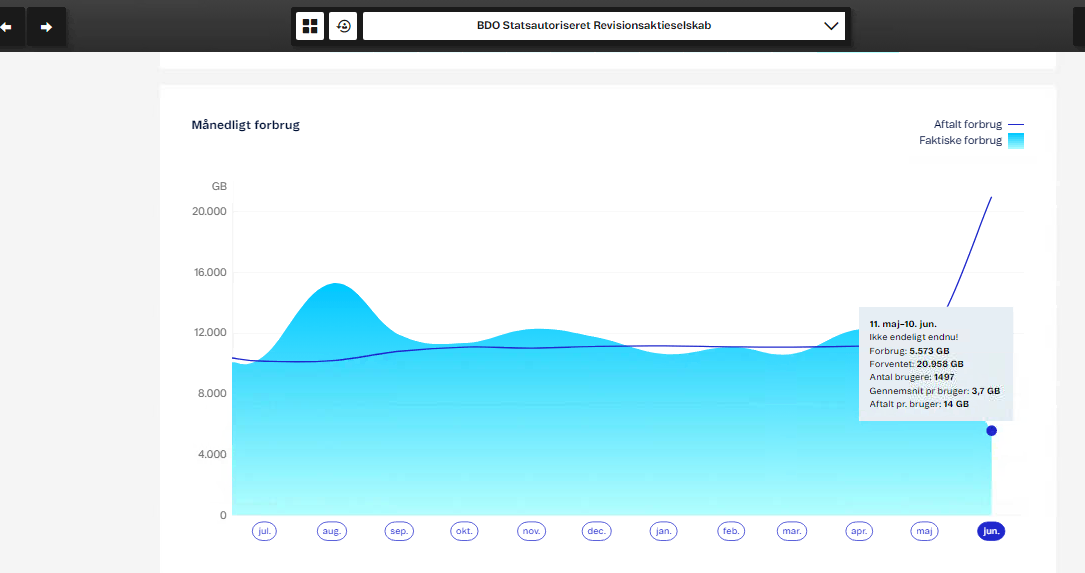 BDO Statsautoriseret Revisionsaktieselskab
Månedligt forbrug
Aftalt forbrug
Faktiske forbrug
GB
20.000
16.000
12.000
8.000
4.000
0
11. maj–10. jun.
Ikke endeligt endnu!
Forbrug: 5.573 GB
Forventet: 20.958 GB
Antal brugere: 1497
Gennemsnit pr bruger: 3,7 GB
Aftalt pr. bruger: 14 GB
jul. aug. sep. okt. nov. dec. jan. feb. mar. apr. maj jun.